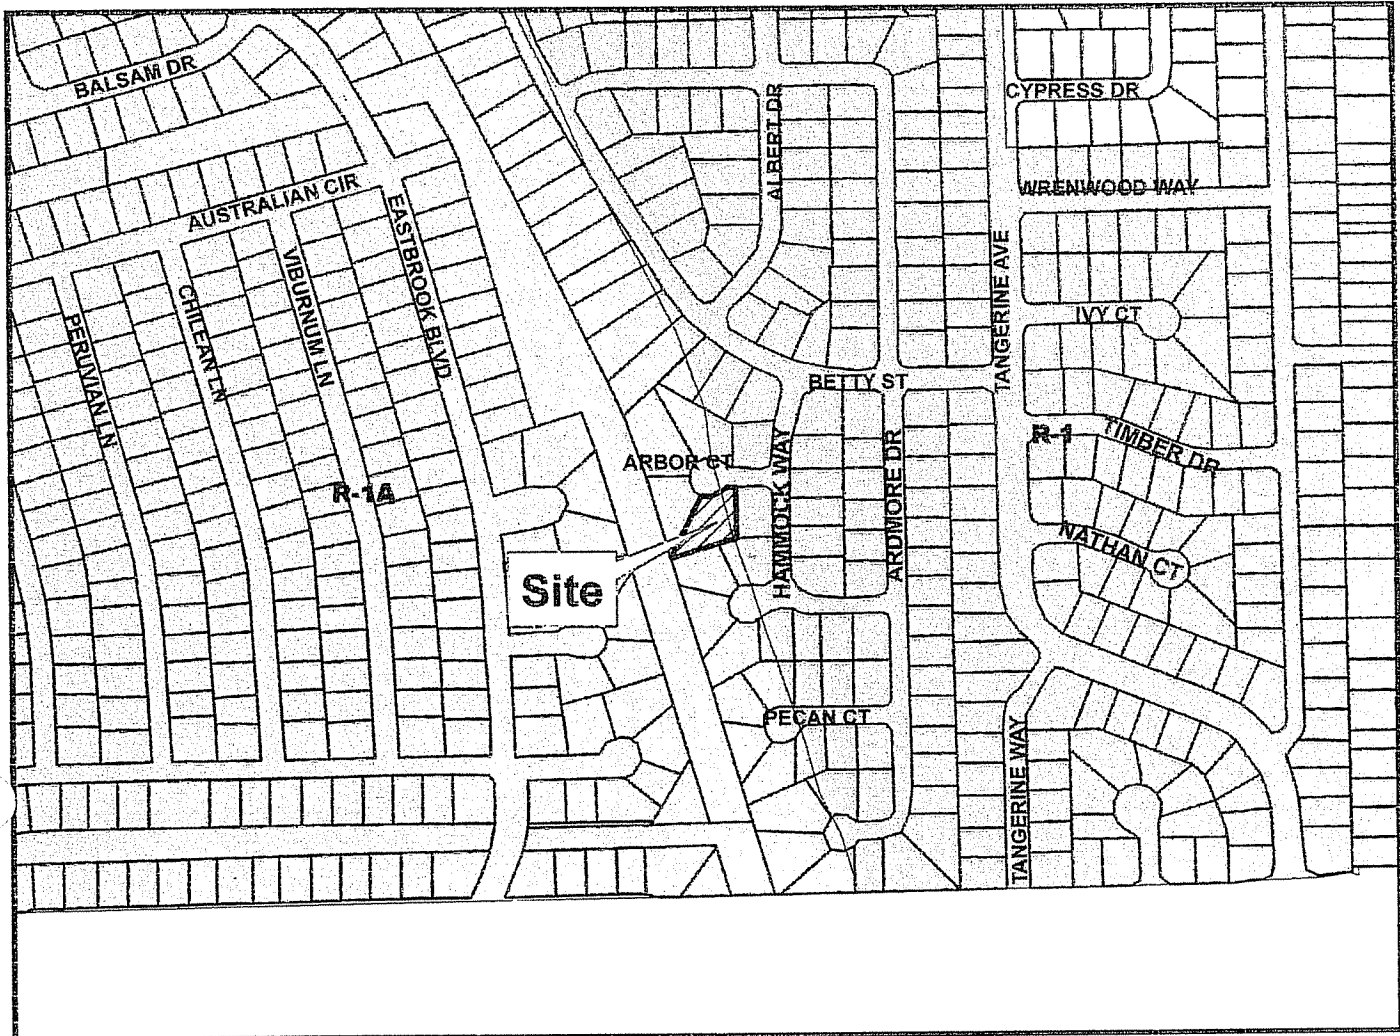 BALSAM DR
CYPRESS DR
ALBERT DR
WRENWOOD WAY
AUSTRALIAN CIR
EASTBROOK BLVD
VIBURNUM LN
CHILEAN LN
PERUVIAN LN
TANGERINE AVE
IVY CT
BETTY ST
R-1
TIMBER DR
ARBOR CT
HAMMOCK WAY
ARDMORE DR
R-1A
NATHAN CT
Site
PECAN CT
TANGERINE WAY